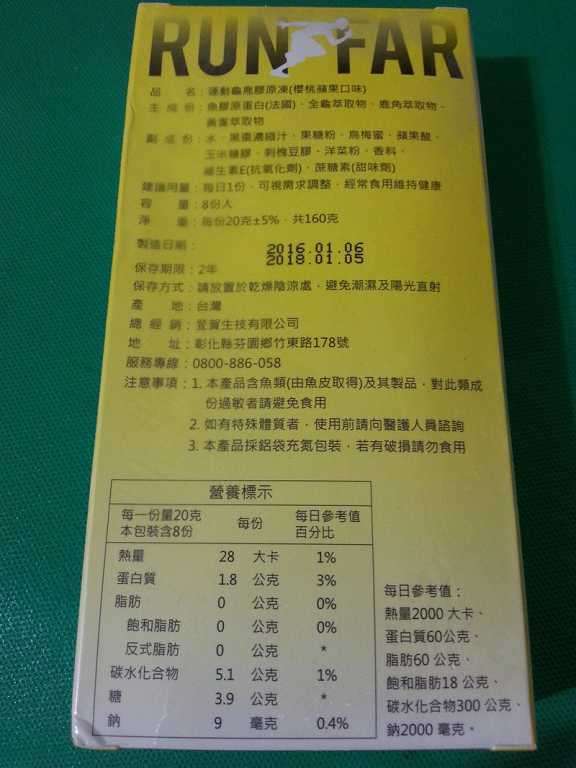 RUN FAR
品 名：運動龜鹿膠原凍(櫻桃蘋果口味)
主 成 份：魚膠原蛋白(法國)、全龜萃取物、鹿角萃取物、
黃耆萃取物
副 成 份：水、黑棗濃縮汁、果糖粉、烏梅蜜、蘋果酸、
玉米糖膠、刺槐豆膠、洋菜粉、香料、
維生素E(抗氧化劑)、蔗糖素(甜味劑)
建議用量：每日1份，可視需求調整，經常食用維持健康
容 量：8份入
淨 重：每份20克±5%，共160克
製造日期：
2016.01.06
2018.01.05
保存期限：2年
保存方式：請放置於乾燥陰涼處，避免潮濕及陽光直射
產 地：台灣
總 經 銷：登賀生技有限公司
地 址：彰化縣芬園鄉竹東路178號
服務專線：0800-886-058
注意事項：1. 本產品含魚類(由魚皮取得)及其製品，對此類成
份過敏者請避免食用
2. 如有特殊體質者，使用前請向醫護人員諮詢
3. 本產品採鋁袋充氮包裝，若有破損請勿食用
營養標示
每一份量20克
本包裝含8份
每份
每日參考值
百分比
熱量 28 大卡 1%
蛋白質 1.8 公克 3%
脂肪 0 公克 0%
飽和脂肪 0 公克 0%
反式脂肪 0 公克 *
碳水化合物 5.1 公克 1%
糖 3.9 公克 *
鈉 9 毫克 0.4%
每日參考值：
熱量2000 大卡、
蛋白質60公克、
脂肪60 公克、
飽和脂肪18 公克、
碳水化合物300 公克、
鈉2000 毫克。